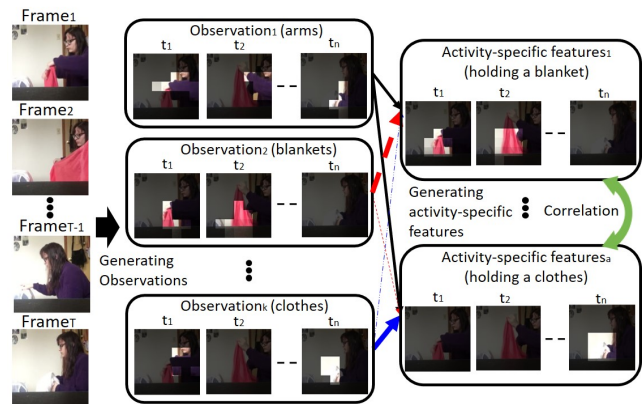 Frame1
Frame2
FrameT-1
FrameT
Generating
Observations
Observation1 (arms)
t1 t2 tn
Observation2 (blankets)
t1 t2 tn
Observationk (clothes)
t1 t2 tn
Activity-specific features1
(holding a blanket)
t1 t2 tn
Generating
activity-specific
features
Correlation
Activity-specific featuresa
(holding a clothes)
t1 t2 tn